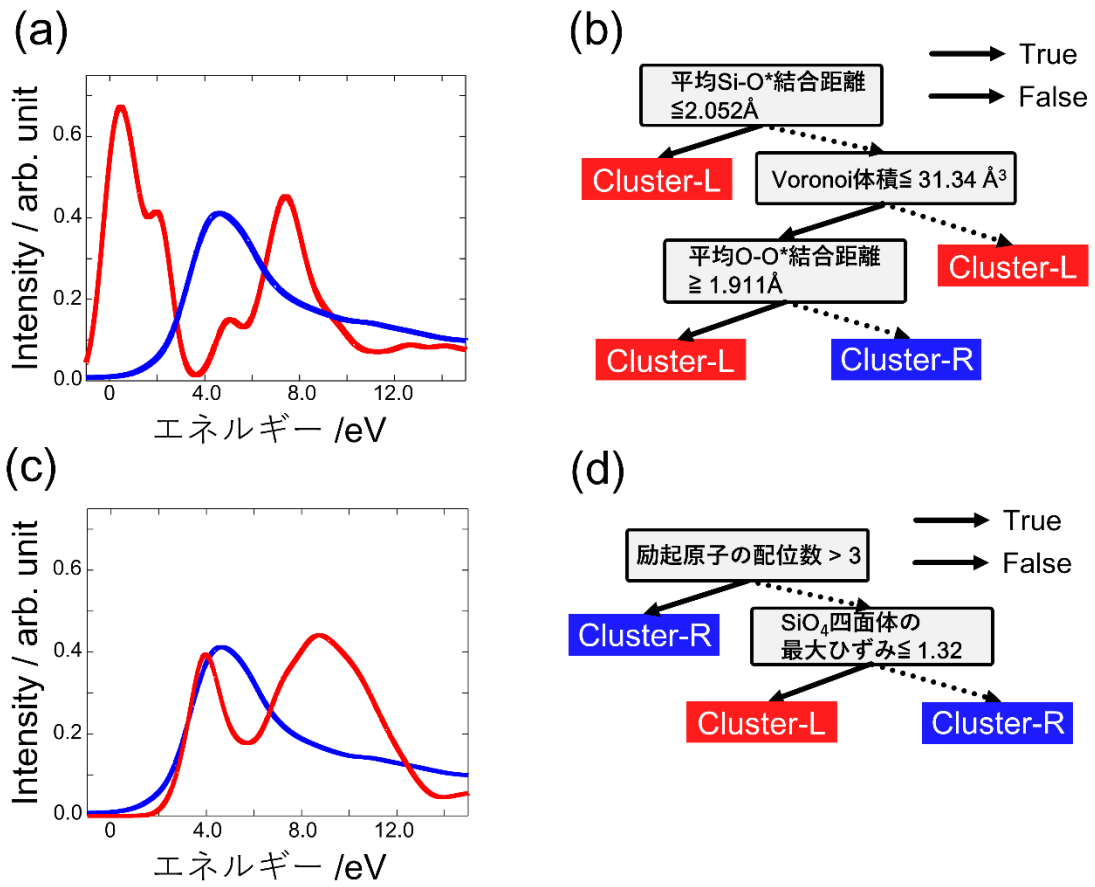 (a)
Intensity / arb. unit
0.6
0.4
0.2
0.0
0
4.0
8.0
12.0
エネルギー /eV
(b)
True
False
平均Si-O*結合距離
≦2.052Å
Cluster-L
Voronoi体積≦ 31.34 Å³
平均O-O*結合距離
≧ 1.911Å
Cluster-L
Cluster-L
Cluster-R
(c)
Intensity / arb. unit
0.6
0.4
0.2
0.0
0
4.0
8.0
12.0
エネルギー /eV
(d)
True
False
励起原子の配位数 > 3
Cluster-R
SiO₄四面体の
最大ひずみ≦ 1.32
Cluster-L
Cluster-R